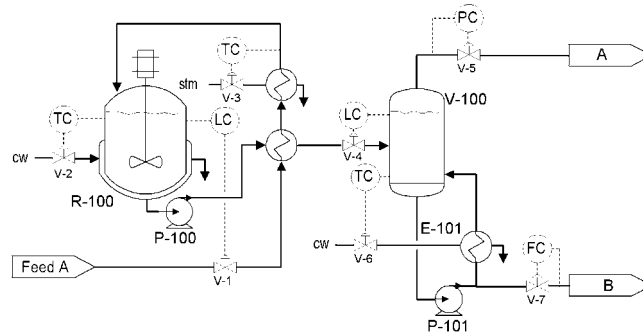 PC
A
V-5
TC
stm
V-3
V-100
TC
LC
LC
cw
V-2
V-4
TC
R-100
P-100
E-101
cw
V-6
FC
Feed A
V-1
B
V-7
P-101